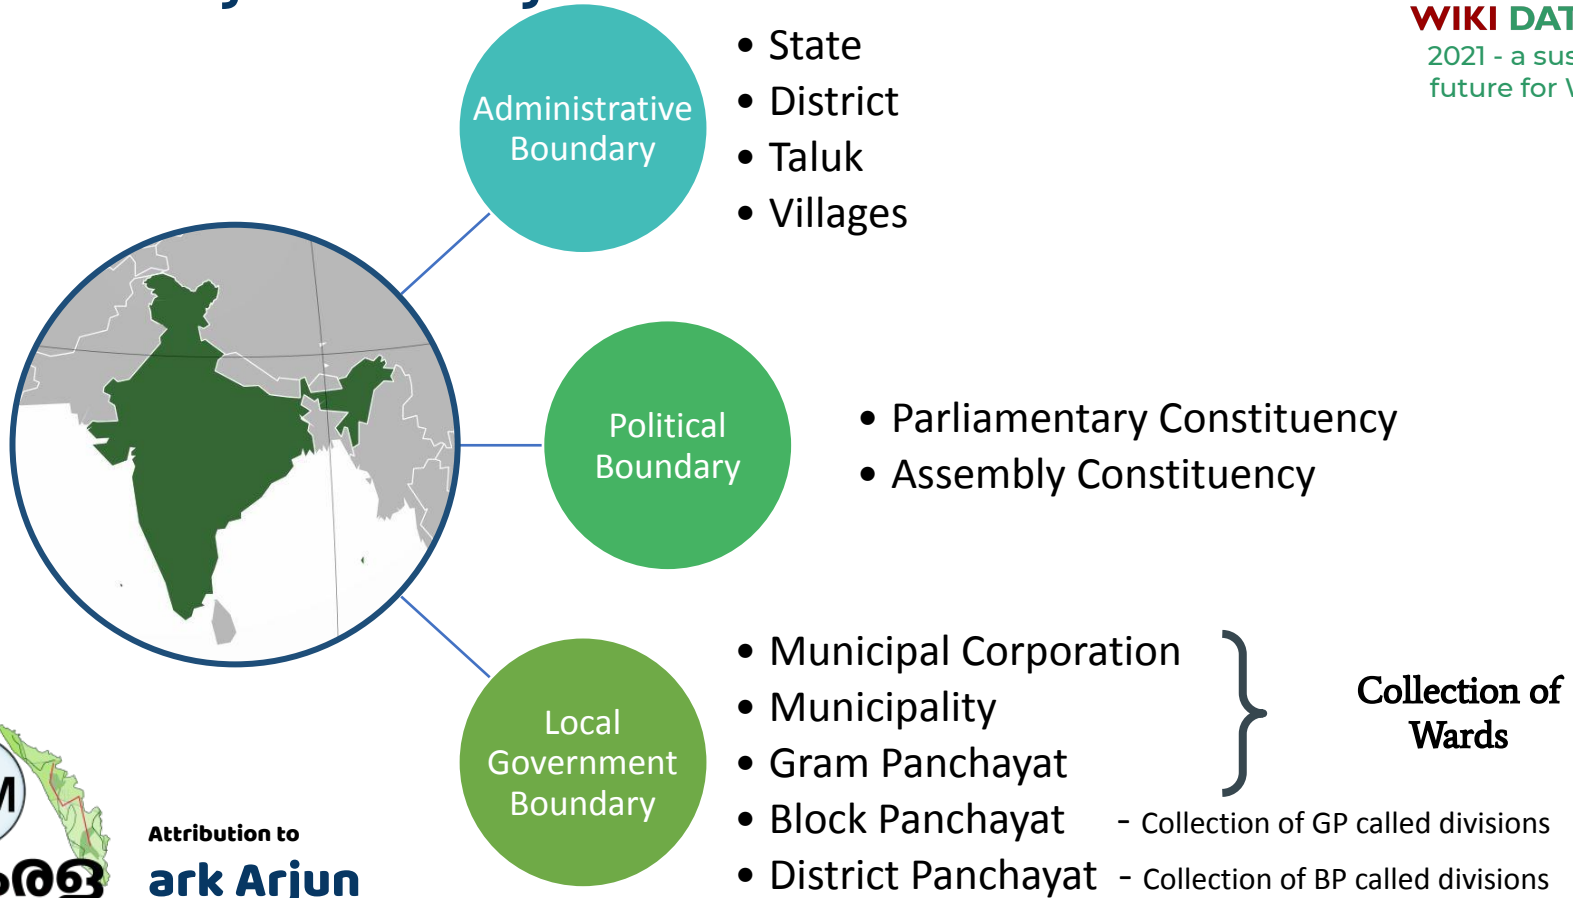 WIKI DAT
2021 - a sus
future for
Administrative
Boundary
• State
• District
• Taluk
• Villages
Political
Boundary
• Parliamentary Constituency
• Assembly Constituency
Local
Government
Boundary
• Municipal Corporation
• Municipality
• Gram Panchayat
• Block Panchayat - Collection of GP called divisions
• District Panchayat - Collection of BP called divisions
Collection of
Wards
Attribution to
ark Arjun